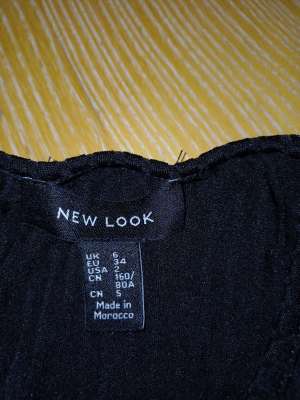 NEW LOOK
UK 6
EU 34
USA 2
CN 160/
80A
CN S
Made in
Morocco